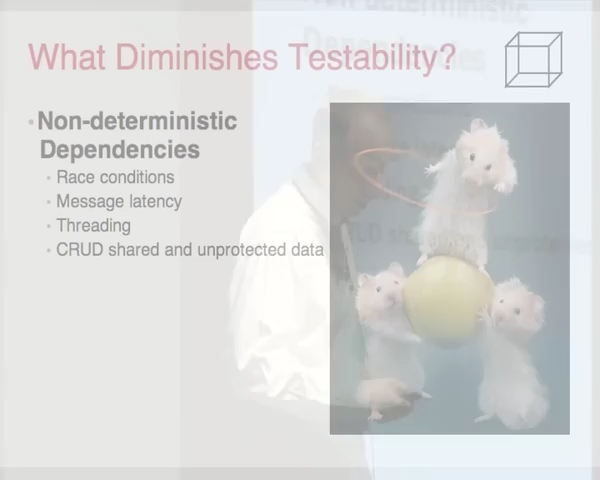 What Diminishes Testability?
• Non-deterministic
Dependencies
• Race conditions
• Message latency
• Threading
• CRUD shared and unprotected data